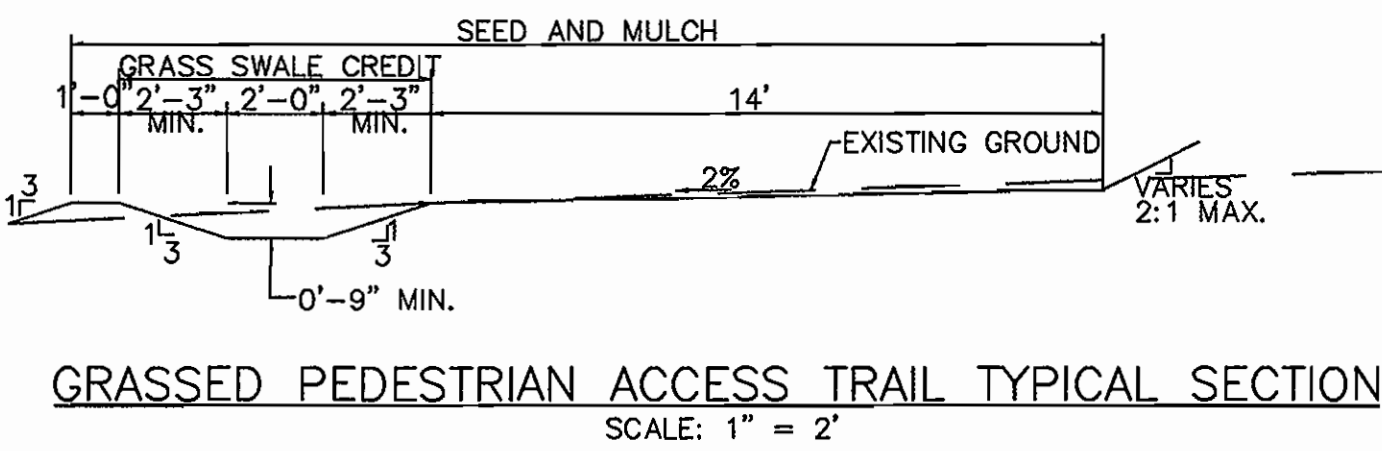 SEED AND MULCH
GRASS SWALE CREDIT
1'-0" 2'-3" 2'-0" 2'-3" 14'
MIN. MIN.
EXISTING GROUND
2%
3
1
VARIES
2:1 MAX.
1
3
1
3
0'-9" MIN.
GRASSED PEDESTRIAN ACCESS TRAIL TYPICAL SECTION
SCALE: 1" = 2'